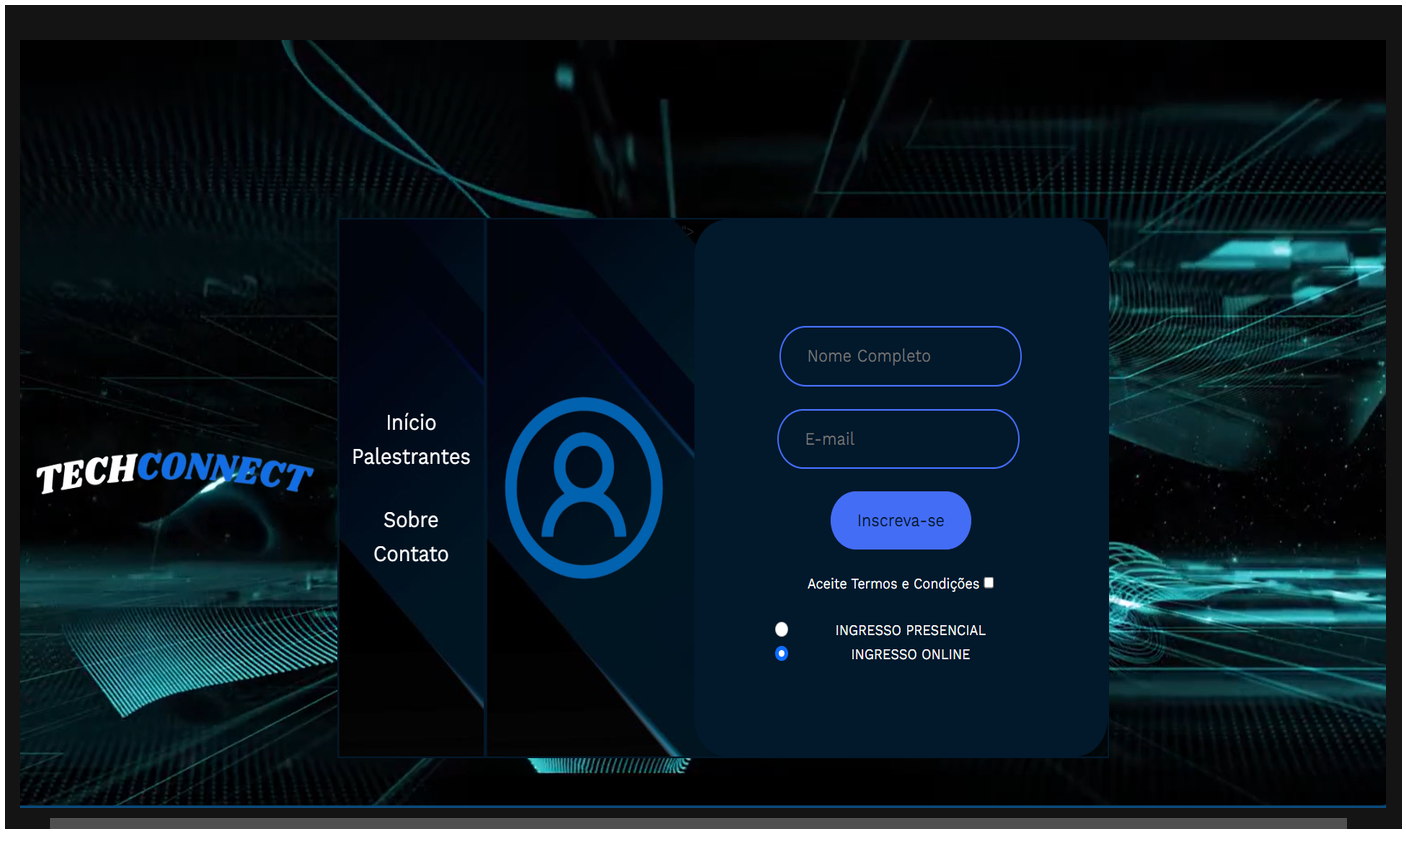 TECHCONNECT
Início
Palestrantes
Sobre
Contato
">
Nome Completo
E-mail
Inscreva-se
Aceite Termos e Condições
INGRESSO PRESENCIAL
INGRESSO ONLINE